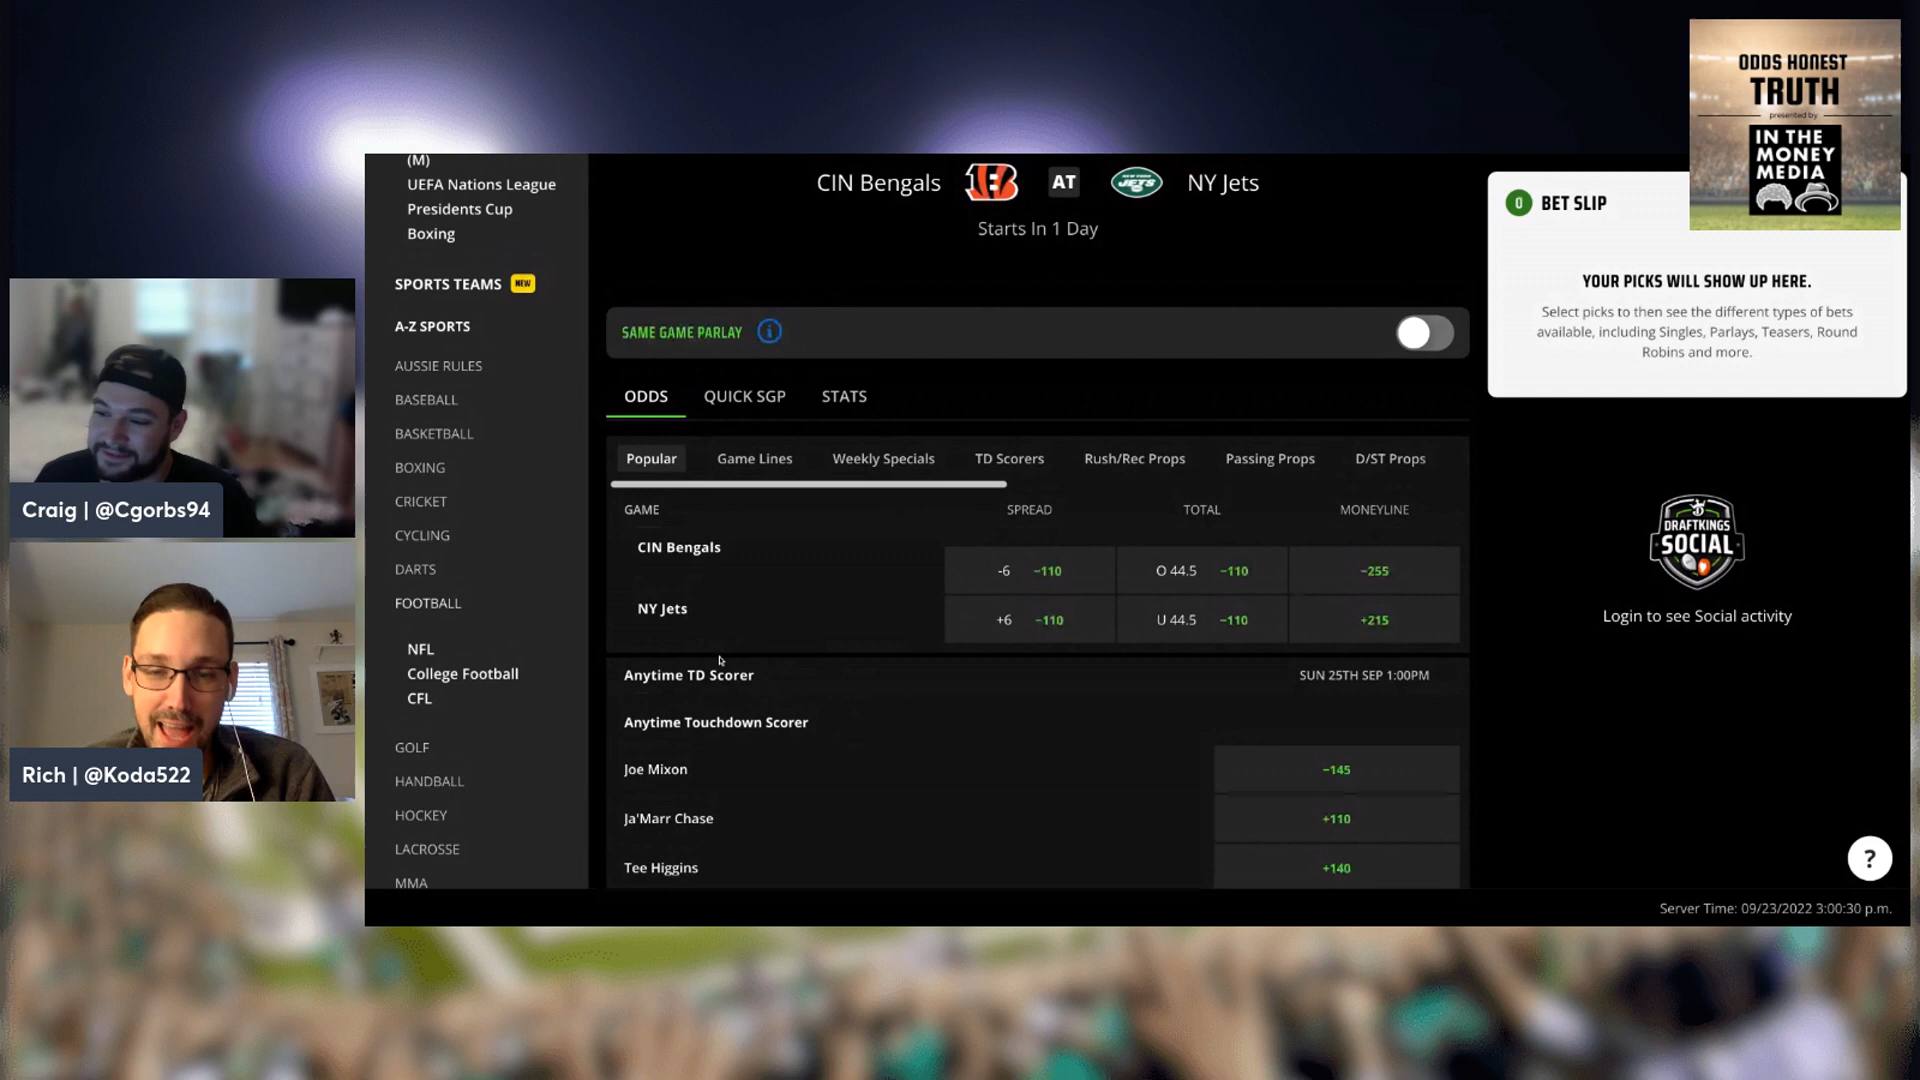 ODDS HONEST
TRUTH
presented by
IN THE
MONEY
MEDIA
(M)
UEFA Nations League
Presidents Cup
Boxing
SPORTS TEAMS NEW
A-Z SPORTS
AUSSIE RULES
BASEBALL
BASKETBALL
BOXING
CRICKET
CYCLING
DARTS
FOOTBALL
NFL
College Football
CFL
GOLF
HANDBALL
HOCKEY
LACROSSE
MMA
CIN Bengals AT NY Jets
JETS
Starts In 1 Day
SAME GAME PARLAY i
ODDS QUICK SGP STATS
Popular Game Lines Weekly Specials TD Scorers Rush/Rec Props Passing Props D/ST Props
GAME SPREAD TOTAL MONEYLINE
CIN Bengals -6 −110 O 44.5 −110 −255
NY Jets +6 −110 U 44.5 −110 +215
Anytime TD Scorer SUN 25TH SEP 1:00PM
Anytime Touchdown Scorer
Joe Mixon −145
Ja'Marr Chase +110
Tee Higgins +140
0 BET SLIP
YOUR PICKS WILL SHOW UP HERE.
Select picks to then see the different types of bets
available, including Singles, Parlays, Teasers, Round
Robins and more.
DRAFTKINGS
SOCIAL
Login to see Social activity
?
Server Time: 09/23/2022 3:00:30 p.m.
Craig | @Cgorbs94
Rich | @Koda522